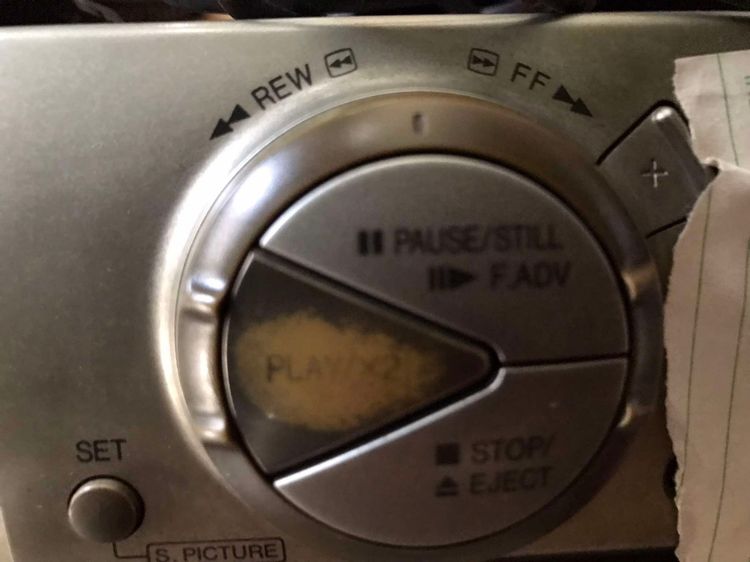 REW
FF
+
PAUSE/STILL
F.ADV
PLAY/X2
STOP/
EJECT
SET
S. PICTURE